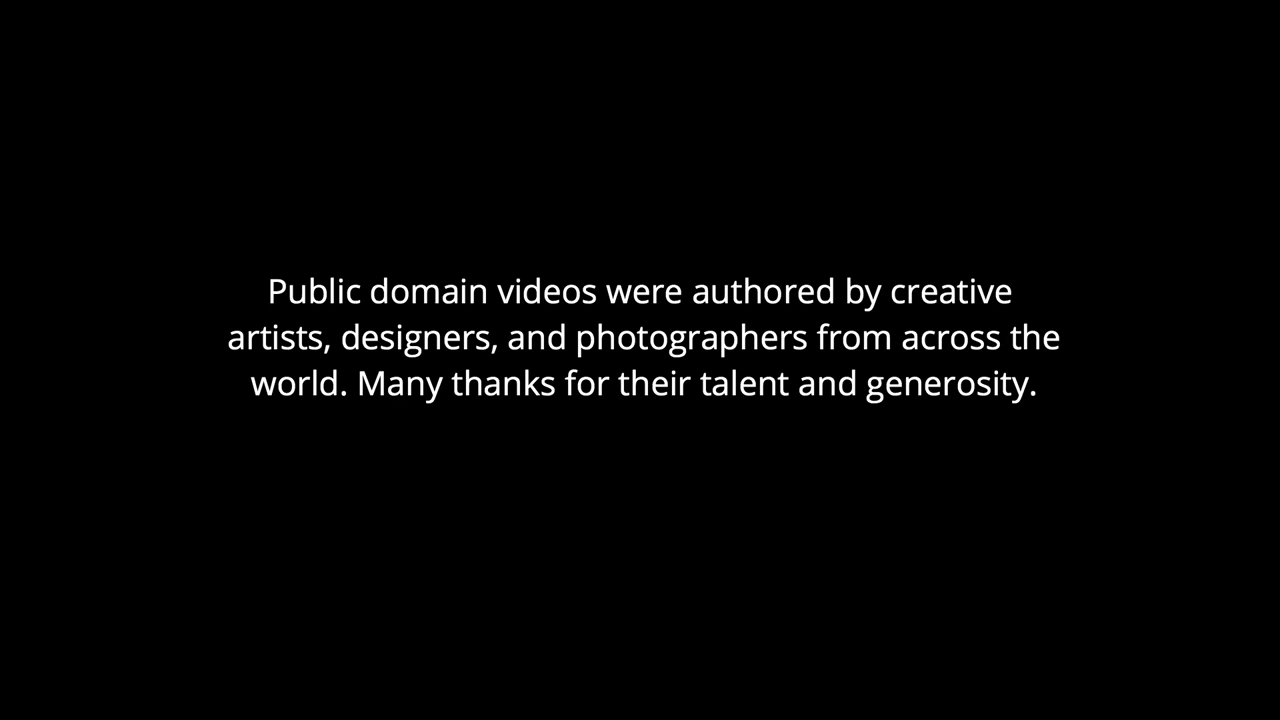 Public domain videos were authored by creative
artists, designers, and photographers from across the
world. Many thanks for their talent and generosity.